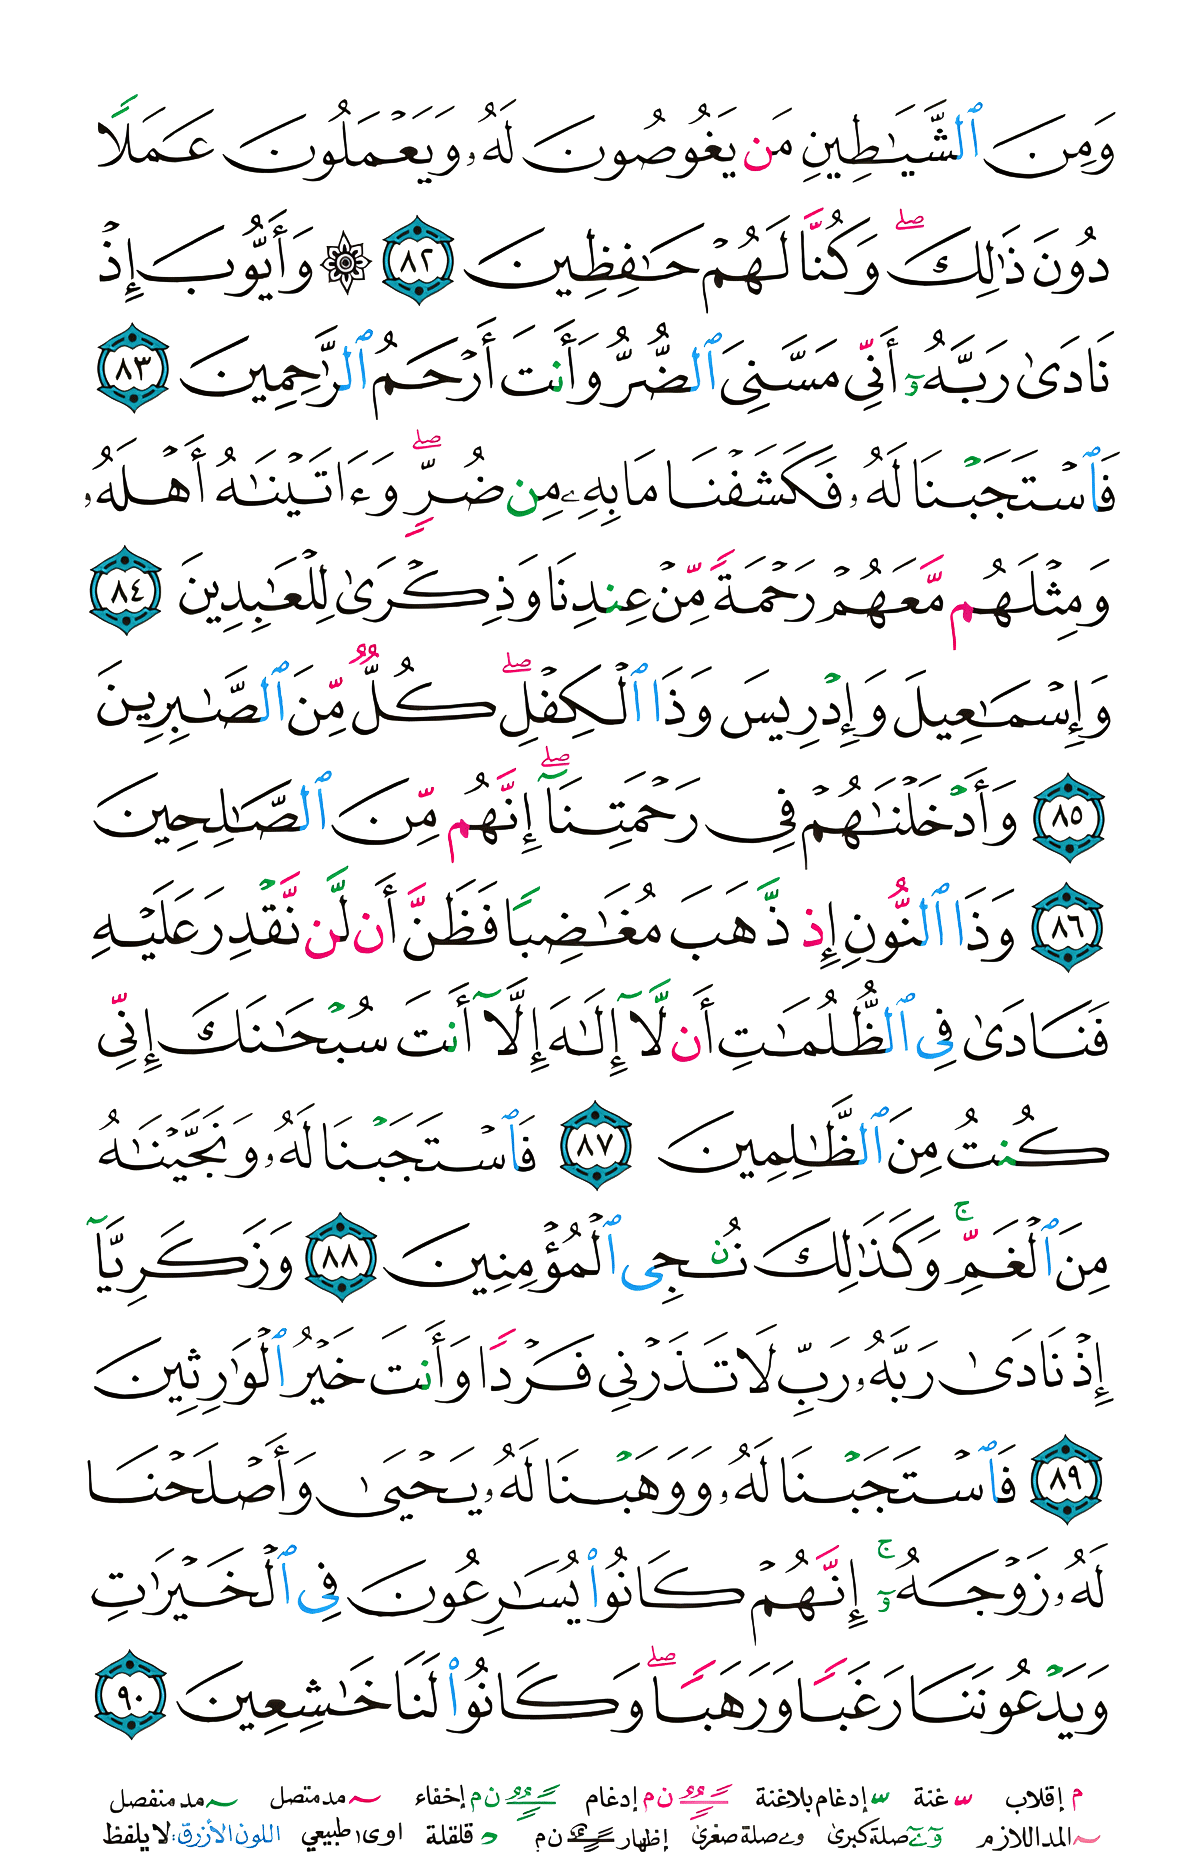 وَمِنَ ٱلشَّيَـٰطِينِ مَن يَغُوصُونَ لَهُۥ وَيَعْمَلُونَ عَمَلًا
دُونَ ذَٰلِكَ ۖ وَكُنَّا لَهُمْ حَـٰفِظِينَ ٨٢ ۞ وَأَيُّوبَ إِذْ
نَادَىٰ رَبَّهُۥٓ أَنِّى مَسَّنِىَ ٱلضُّرُّ وَأَنتَ أَرْحَمُ ٱلرَّٰحِمِينَ ٨٣
فَٱسْتَجَبْنَا لَهُۥ فَكَشَفْنَا مَا بِهِۦ مِن ضُرٍّ ۖ وَءَاتَيْنَـٰهُ أَهْلَهُۥ
وَمِثْلَهُم مَّعَهُمْ رَحْمَةً مِّنْ عِندِنَا وَذِكْرَىٰ لِلْعَـٰبِدِينَ ٨٤
وَإِسْمَـٰعِيلَ وَإِدْرِيسَ وَذَا ٱلْكِفْلِ ۖ كُلٌّ مِّنَ ٱلصَّـٰبِرِينَ
٨٥ وَأَدْخَلْنَـٰهُمْ فِى رَحْمَتِنَآ ۖ إِنَّهُم مِّنَ ٱلصَّـٰلِحِينَ
٨٦ وَذَا ٱلنُّونِ إِذ ذَّهَبَ مُغَـٰضِبًا فَظَنَّ أَن لَّن نَّقْدِرَ عَلَيْهِ
فَنَادَىٰ فِى ٱلظُّلُمَـٰتِ أَن لَّآ إِلَـٰهَ إِلَّآ أَنتَ سُبْحَـٰنَكَ إِنِّى
كُنتُ مِنَ ٱلظَّـٰلِمِينَ ٨٧ فَٱسْتَجَبْنَا لَهُۥ وَنَجَّيْنَـٰهُ
مِنَ ٱلْغَمِّ ۚ وَكَذَٰلِكَ نُـۨجِى ٱلْمُؤْمِنِينَ ٨٨ وَزَكَرِيَّآ
إِذْ نَادَىٰ رَبَّهُۥ رَبِّ لَا تَذَرْنِى فَرْدًا وَأَنتَ خَيْرُ ٱلْوَٰرِثِينَ
٨٩ فَٱسْتَجَبْنَا لَهُۥ وَوَهَبْنَا لَهُۥ يَحْيَىٰ وَأَصْلَحْنَا
لَهُۥ زَوْجَهُۥٓ ۚ إِنَّهُمْ كَانُوا۟ يُسَـٰرِعُونَ فِى ٱلْخَيْرَٰتِ
وَيَدْعُونَنَا رَغَبًا وَرَهَبًا ۖ وَكَانُوا۟ لَنَا خَـٰشِعِينَ ٩٠
م إقلاب ّ غنة ّ إدغام بلاغنة ًٌٍ ن م إدغام ًٌٍ ن م إخفاء ٓ مد متصل ٓ مد منفصل
ٓ المد اللازم ۥٓ ۦٓ صلة كبرى ۥ ۦ صلة صغرى إظهار ًٌٍ ن م ْ قلقلة اوى ا طبيعي اللون الأزرق: لا يلفظ